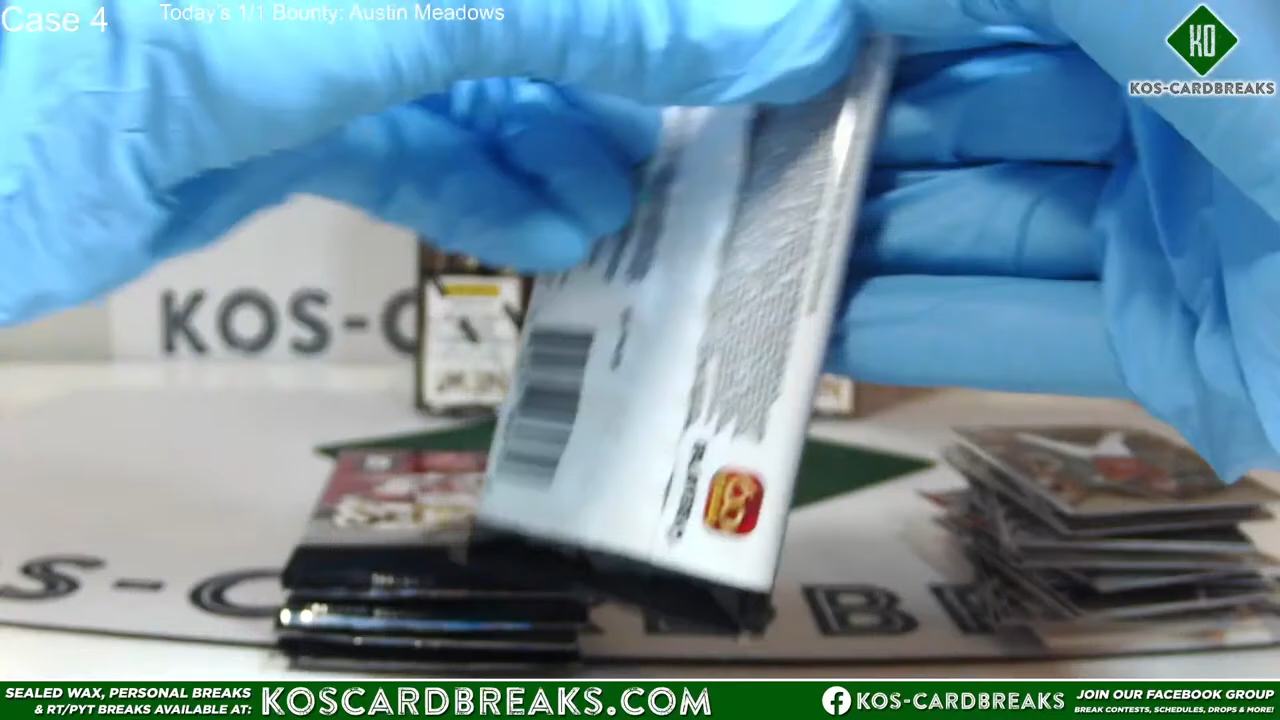 Case 4
Today's 1/1 Bounty: Austin Meadows
KO
KOS-CARDBREAKS
KOS-C
S-C
BR
SEALED WAX, PERSONAL BREAKS
& RT/PYT BREAKS AVAILABLE AT:
KOSCARDBREAKS.COM
KOS-CARDBREAKS
JOIN OUR FACEBOOK GROUP
BREAK CONTESTS, SCHEDULES, DROPS & MORE!